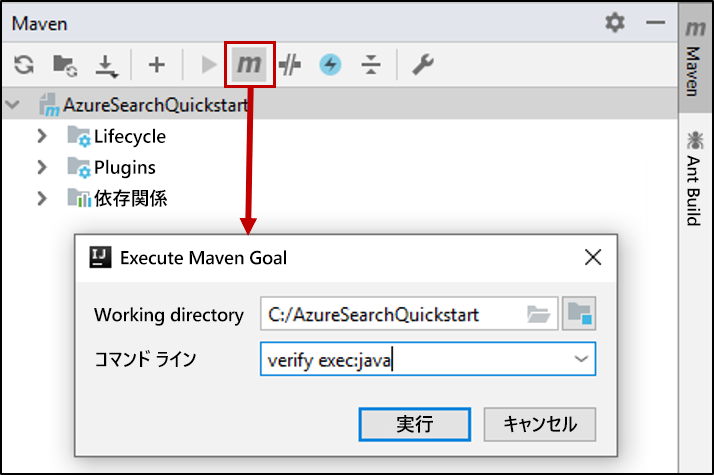 Maven
m
Maven
Ant Build
AzureSearchQuickstart
Lifecycle
Plugins
依存関係
Execute Maven Goal
Working directory
C:/AzureSearchQuickstart
コマンド ライン
verify exec:java
実行
キャンセル